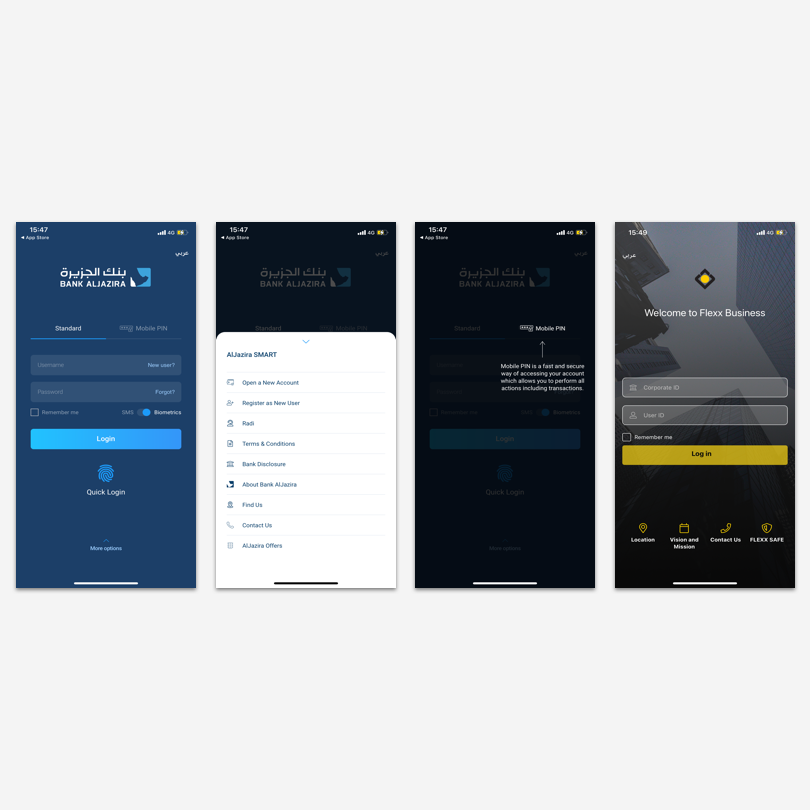 15:47
4G
◄ App Store
عربي
بنك الجزيرة
BANK ALJAZIRA
Standard
Mobile PIN
Username
New user?
Password
Forgot?
Remember me
SMS
Biometrics
Login
Quick Login
More options
15:47
4G
◄ App Store
عربي
بنك الجزيرة
BANK ALJAZIRA
Standard
Mobile PIN
AlJazira SMART
Open a New Account
Register as New User
Radi
Terms & Conditions
Bank Disclosure
About Bank AlJazira
Find Us
Contact Us
AlJazira Offers
15:47
4G
◄ App Store
عربي
بنك الجزيرة
BANK ALJAZIRA
Standard
Mobile PIN
Mobile PIN is a fast and secure
way of accessing your account
which allows you to perform all
actions including transactions.
Remember me
SMS
Biometrics
Login
Quick Login
More options
15:49
4G
عربي
Welcome to Flexx Business
Corporate ID
User ID
Remember me
Log in
Location
Vision and
Mission
Contact Us
FLEXX SAFE